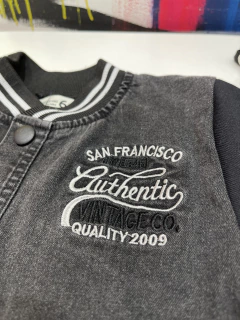 SAN FRANCISCO
Authentic
VINTAGE CO.
QUALITY 2009